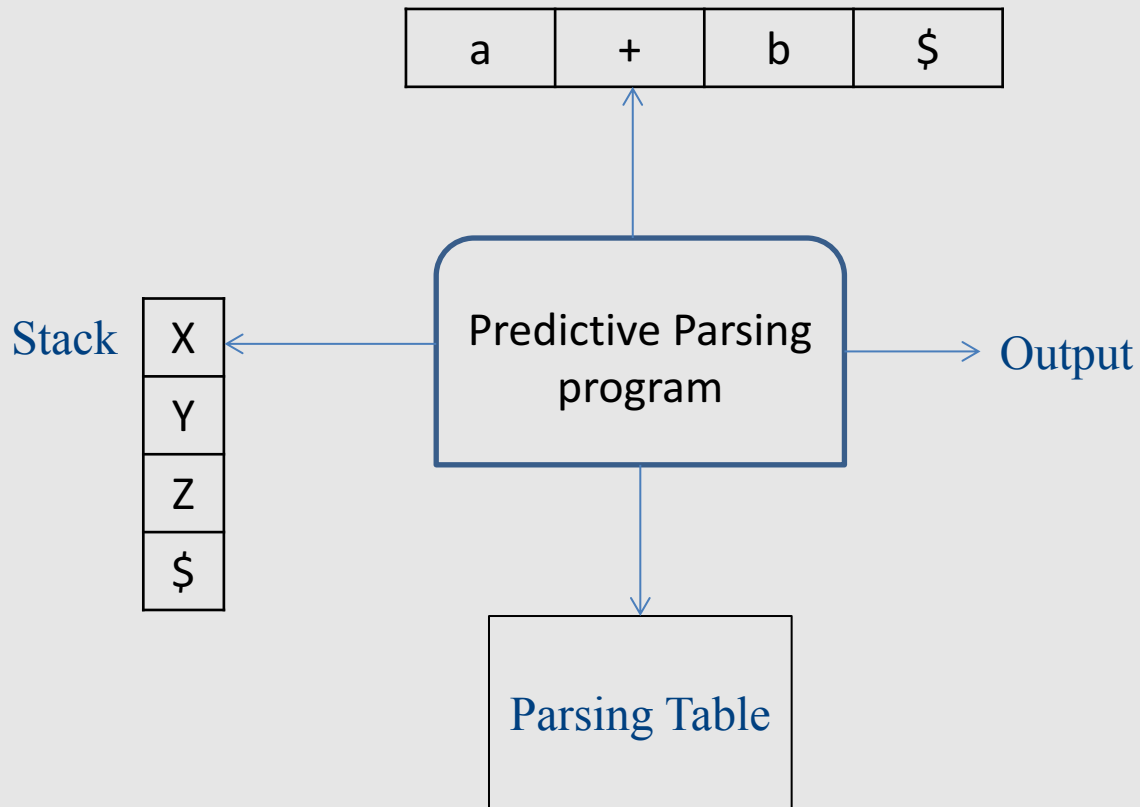 a + b $
Stack
X
Y
Z
$
Predictive Parsing
program
Output
Parsing Table